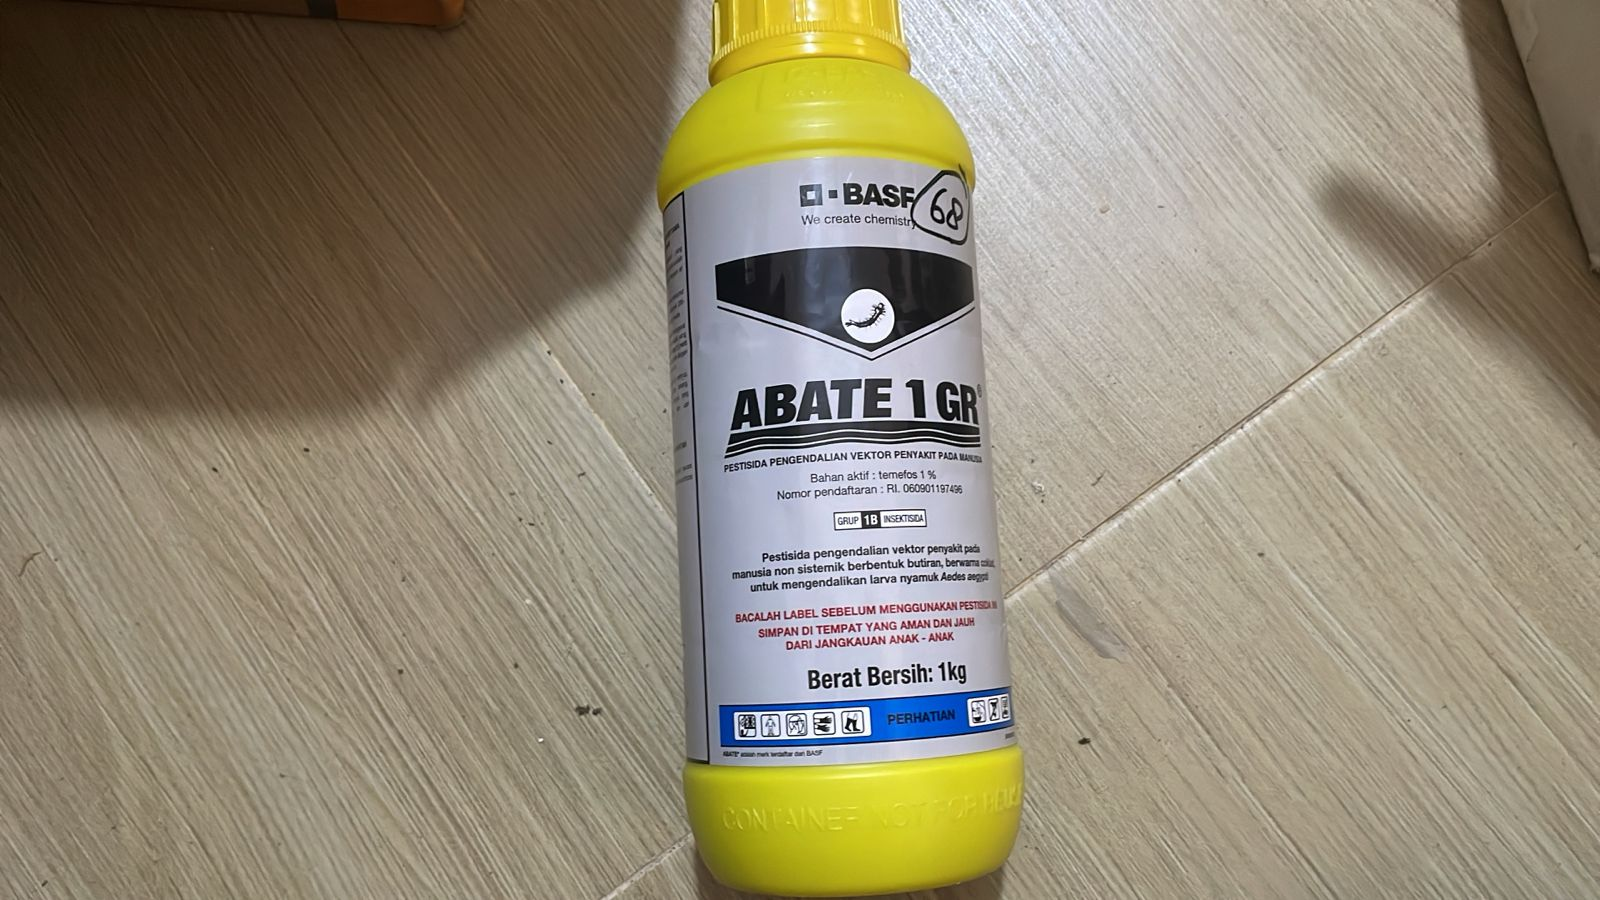 BASF
We create chemistry
68
ABATE 1 GR®
PESTISIDA PENGENDALIAN VEKTOR PENYAKIT PADA MANUSIA
Bahan aktif : temefos 1 %
Nomor pendaftaran : RI. 060901197496
GRUP 1B INSEKTISIDA
Pestisida pengendalian vektor penyakit pada
manusia non sistemik berbentuk butiran, berwarna coklat,
untuk mengendalikan larva nyamuk Aedes aegypti
BACALAH LABEL SEBELUM MENGGUNAKAN PESTISIDA INI
SIMPAN DI TEMPAT YANG AMAN DAN JAUH
DARI JANGKAUAN ANAK - ANAK
Berat Bersih: 1kg
PERHATIAN
ABATE® adalah merk terdaftar dari BASF
CONTAINER NOT FOR